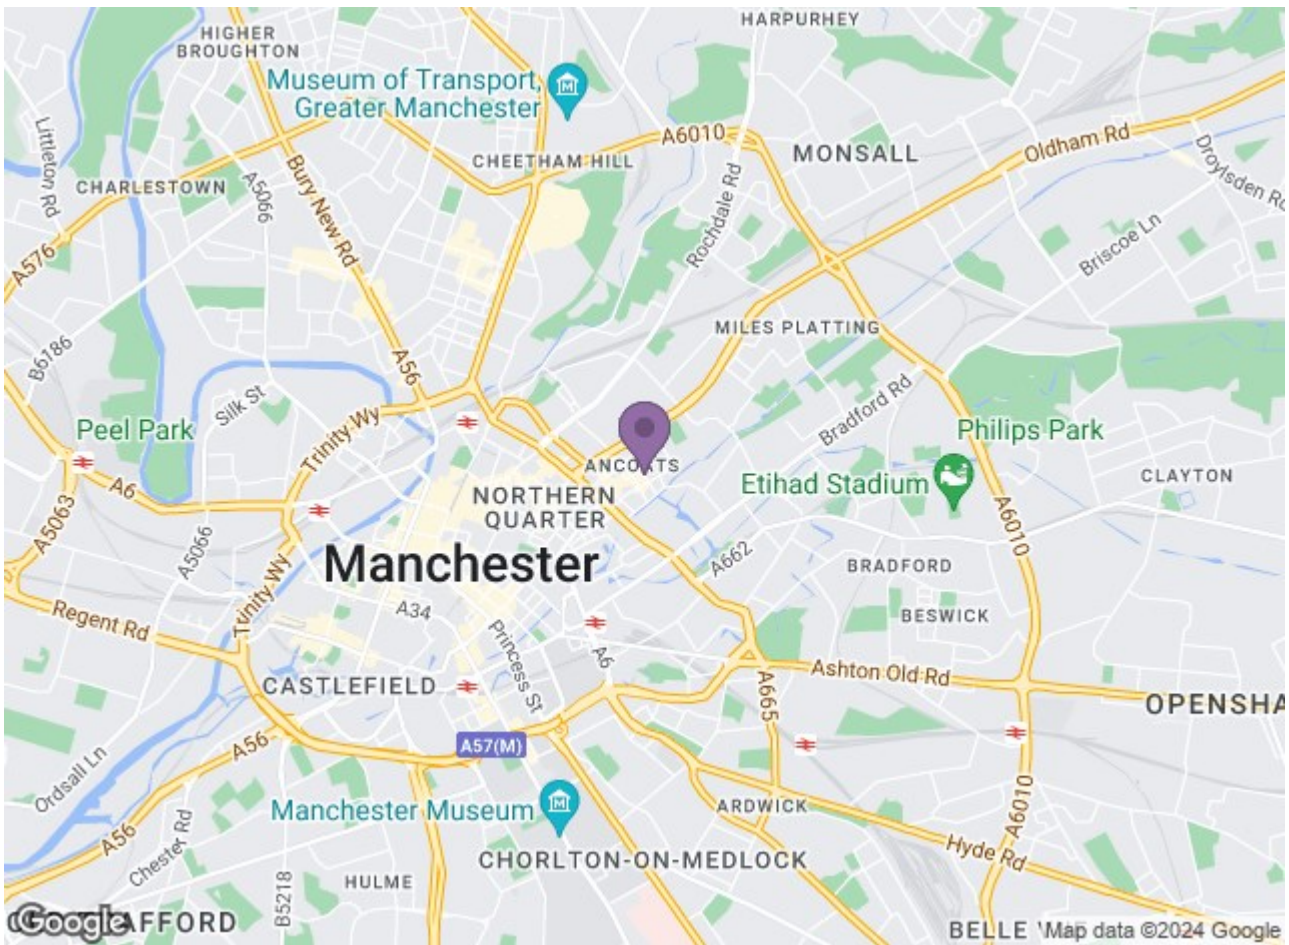 HARPURHEY
HIGHER
BROUGHTON
Museum of Transport,
Greater Manchester
Littleton Rd
A6010
Oldham Rd
MONSALL
Droylsden Rd
CHEETHAM HILL
CHARLESTOWN
A5066
Bury New Rd
Rochdale Rd
A576
Briscoe Ln
MILES PLATTING
B6186
A56
Silk St
Bradford Rd
Trinity Wy
Peel Park
Philips Park
ANCOATS
A6
Etihad Stadium
CLAYTON
NORTHERN
QUARTER
A5063
A5066
A6010
Manchester
A662
BRADFORD
Trinity Wy
A34
Regent Rd
BESWICK
Princess St
A6
Ashton Old Rd
CASTLEFIELD
A665
OPENSHA
A56
A57(M)
Ordsall Ln
Manchester Museum
ARDWICK
A6010
A56
Chester Rd
Hyde Rd
CHORLTON-ON-MEDLOCK
HULME
B5218
Google
AFFORD
BELLE
Map data ©2024 Google